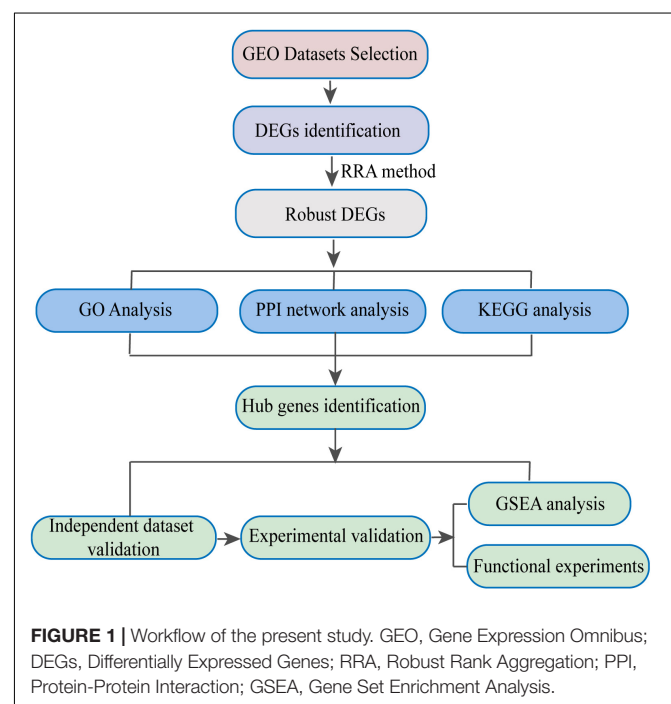 GEO Datasets Selection
DEGs identification
RRA method
Robust DEGs
GO Analysis
PPI network analysis
KEGG analysis
Hub genes identification
Independent dataset
validation
Experimental validation
GSEA analysis
Functional experiments
FIGURE 1 | Workflow of the present study. GEO, Gene Expression Omnibus;
DEGs, Differentially Expressed Genes; RRA, Robust Rank Aggregation; PPI,
Protein-Protein Interaction; GSEA, Gene Set Enrichment Analysis.